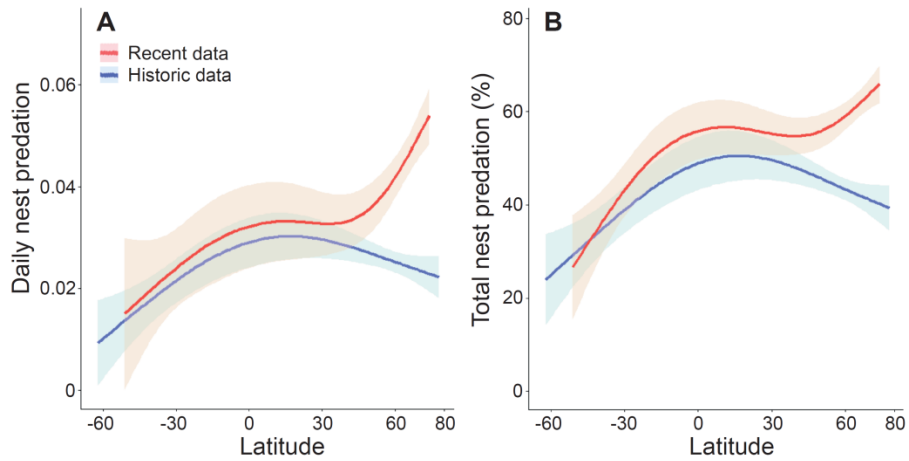 A
Recent data
Historic data
Daily nest predation
0.06
0.04
0.02
0
-60 -30 0 30 60
Latitude
B
Total nest predation (%)
80
60
40
20
0
-60 -30 0 30 60 80
Latitude